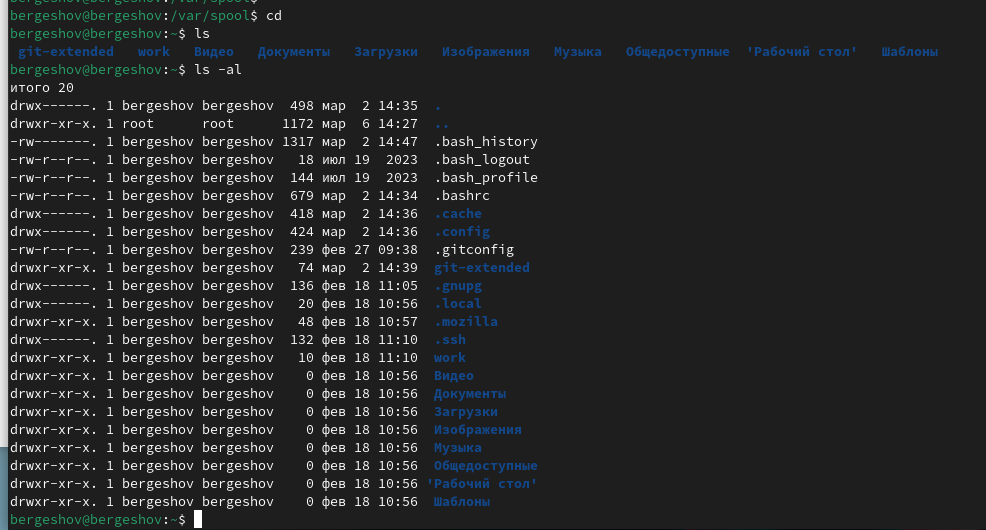 bergeshov@bergeshov:/var/spool$
bergeshov@bergeshov:/var/spool$ cd
bergeshov@bergeshov:~$ ls
git-extended work Видео Документы Загрузки Изображения Музыка Общедоступные 'Рабочий стол' Шаблоны
bergeshov@bergeshov:~$ ls -al
итого 20
drwx------. 1 bergeshov bergeshov 498 мар 2 14:35 .
drwxr-xr-x. 1 root root 1172 мар 6 14:27 ..
-rw-------. 1 bergeshov bergeshov 1317 мар 2 14:47 .bash_history
-rw-r--r--. 1 bergeshov bergeshov 18 июл 19 2023 .bash_logout
-rw-r--r--. 1 bergeshov bergeshov 144 июл 19 2023 .bash_profile
-rw-r--r--. 1 bergeshov bergeshov 679 мар 2 14:34 .bashrc
drwx------. 1 bergeshov bergeshov 418 мар 2 14:36 .cache
drwx------. 1 bergeshov bergeshov 424 мар 2 14:36 .config
-rw-r--r--. 1 bergeshov bergeshov 239 фев 27 09:38 .gitconfig
drwxr-xr-x. 1 bergeshov bergeshov 74 мар 2 14:39 git-extended
drwx------. 1 bergeshov bergeshov 136 фев 18 11:05 .gnupg
drwx------. 1 bergeshov bergeshov 20 фев 18 10:56 .local
drwxr-xr-x. 1 bergeshov bergeshov 48 фев 18 10:57 .mozilla
drwx------. 1 bergeshov bergeshov 132 фев 18 11:10 .ssh
drwxr-xr-x. 1 bergeshov bergeshov 10 фев 18 11:10 work
drwxr-xr-x. 1 bergeshov bergeshov 0 фев 18 10:56 Видео
drwxr-xr-x. 1 bergeshov bergeshov 0 фев 18 10:56 Документы
drwxr-xr-x. 1 bergeshov bergeshov 0 фев 18 10:56 Загрузки
drwxr-xr-x. 1 bergeshov bergeshov 0 фев 18 10:56 Изображения
drwxr-xr-x. 1 bergeshov bergeshov 0 фев 18 10:56 Музыка
drwxr-xr-x. 1 bergeshov bergeshov 0 фев 18 10:56 Общедоступные
drwxr-xr-x. 1 bergeshov bergeshov 0 фев 18 10:56 'Рабочий стол'
drwxr-xr-x. 1 bergeshov bergeshov 0 фев 18 10:56 Шаблоны
bergeshov@bergeshov:~$